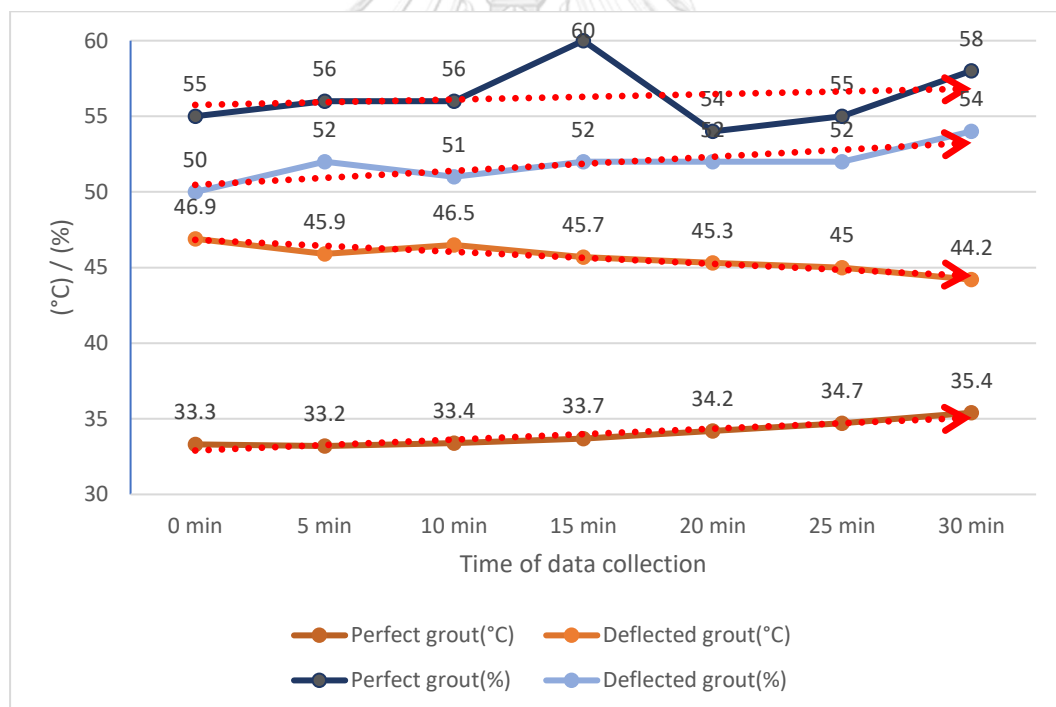 60
55
50
45
40
35
30
(°C) / (%)
55 56 56 60 54 55 58
50 52 51 52 52 52 54
46.9 45.9 46.5 45.7 45.3 45 44.2
33.3 33.2 33.4 33.7 34.2 34.7 35.4
0 min 5 min 10 min 15 min 20 min 25 min 30 min
Time of data collection
Perfect grout(°C) Deflected grout(°C)
Perfect grout(%) Deflected grout(%)